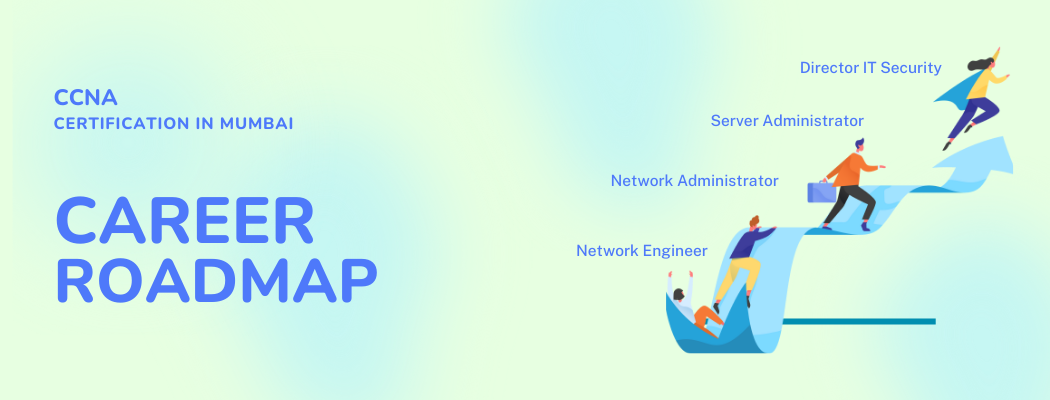 CCNA
CERTIFICATION IN MUMBAI
CAREER
ROADMAP
Director IT Security
Server Administrator
Network Administrator
Network Engineer